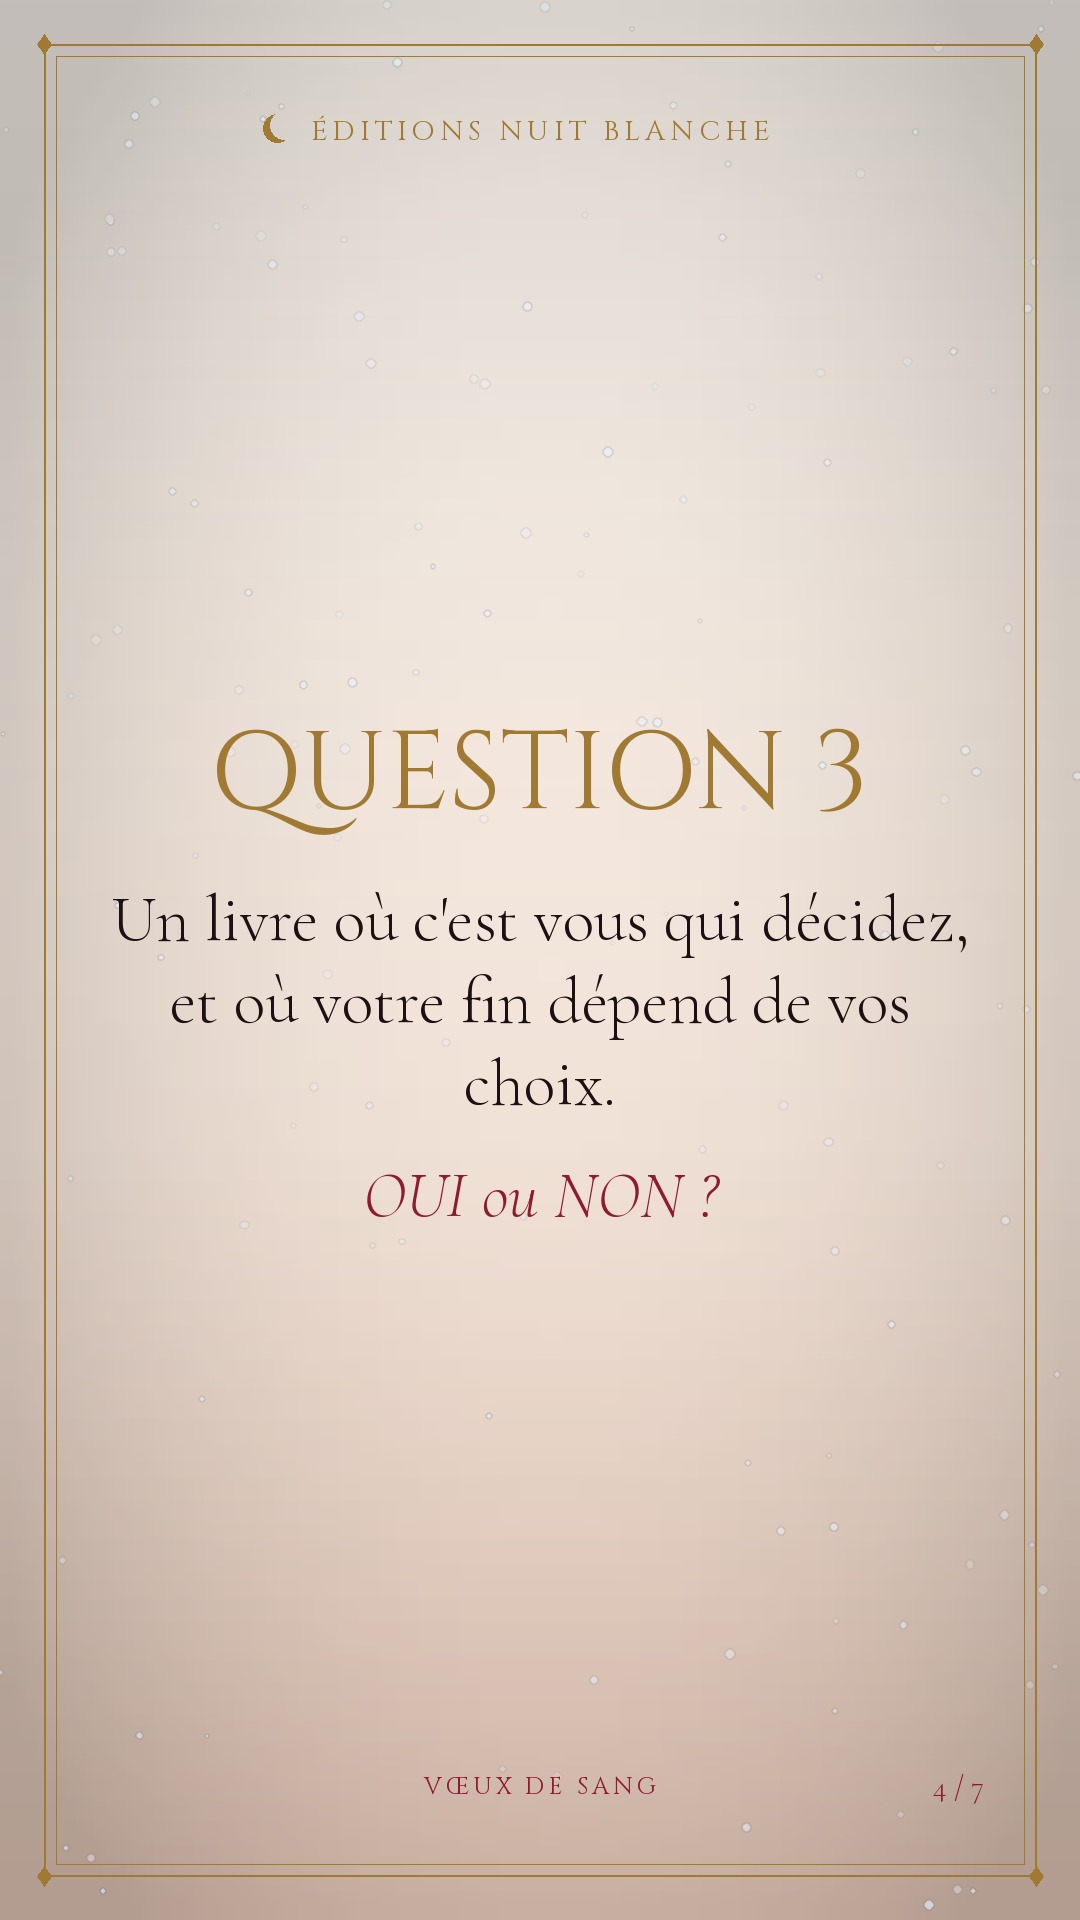 ÉDITIONS NUIT BLANCHE
QUESTION 3
Un livre où c'est vous qui décidez,
et où votre fin dépend de vos
choix.
OUI ou NON ?
VŒUX DE SANG
4 / 7